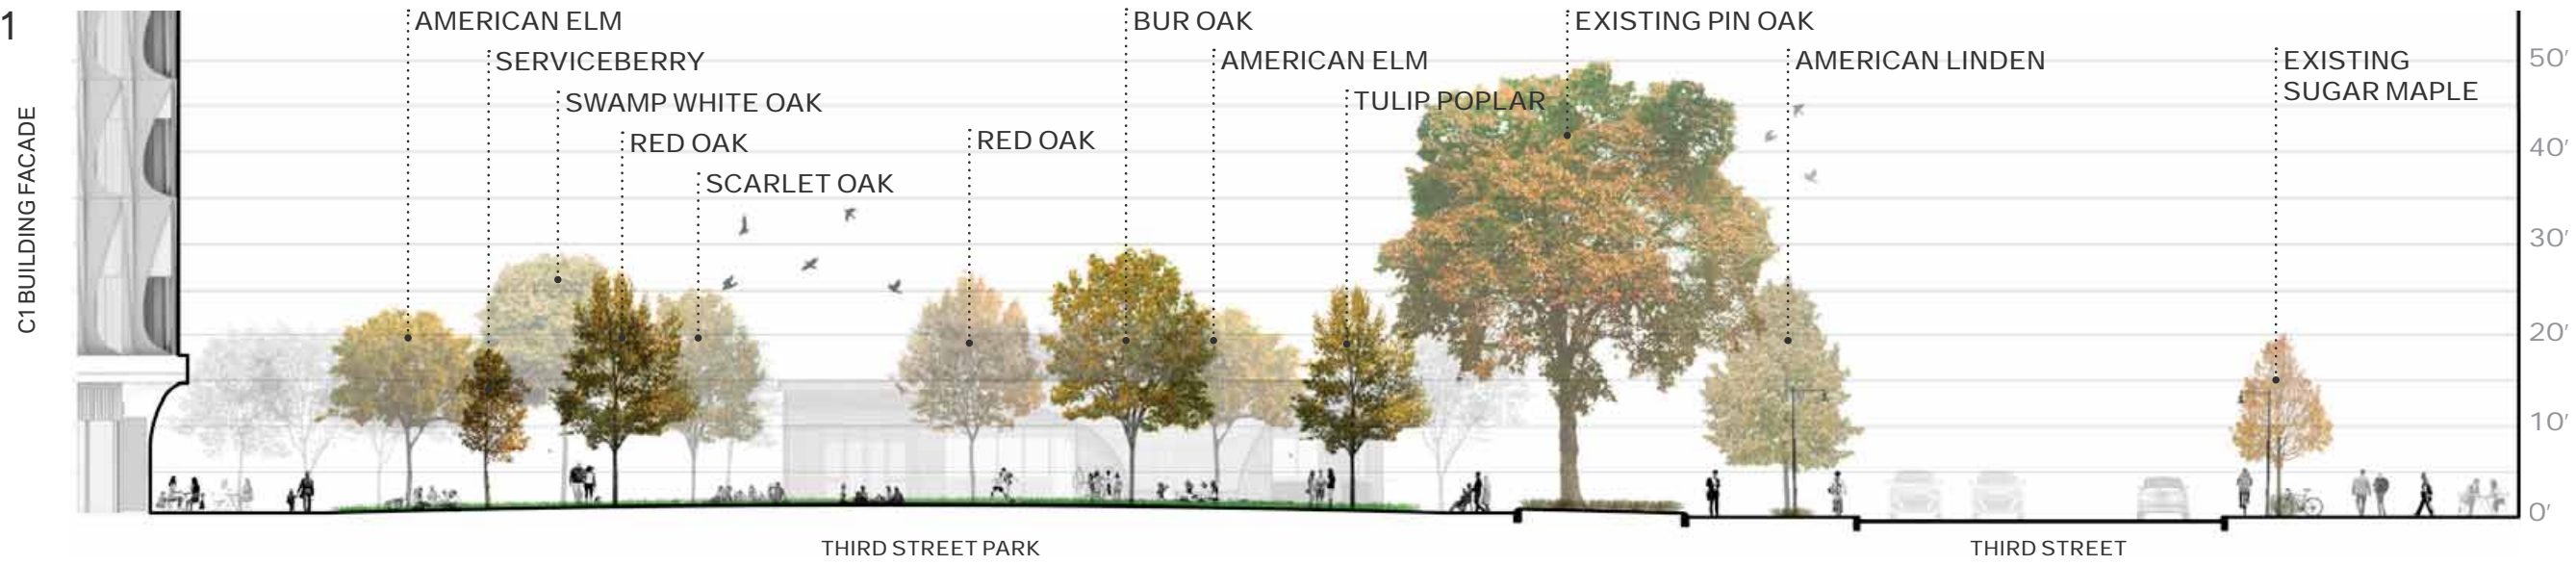 1
AMERICAN ELM
BUR OAK
EXISTING PIN OAK
SERVICEBERRY
AMERICAN ELM
AMERICAN LINDEN
EXISTING
SUGAR MAPLE
50'
SWAMP WHITE OAK
TULIP POPLAR
RED OAK
RED OAK
40'
SCARLET OAK
30'
20'
10'
0'
C1 BUILDING FACADE
THIRD STREET PARK
THIRD STREET